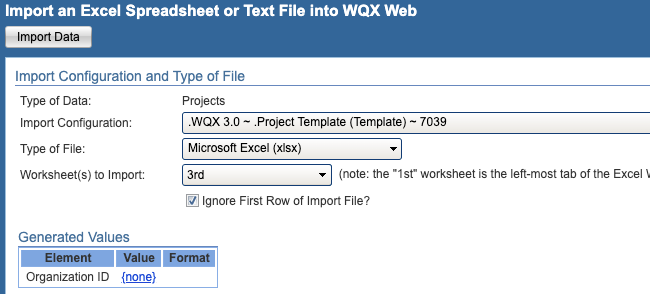 Import an Excel Spreadsheet or Text File into WQX Web
Import Data
Import Configuration and Type of File
Type of Data: Projects
Import Configuration: .WQX 3.0 ~ .Project Template (Template) ~ 7039
Type of File: Microsoft Excel (xlsx)
Worksheet(s) to Import: 3rd (note: the "1st" worksheet is the left-most tab of the Excel W
Ignore First Row of Import File?
Generated Values
Element Value Format
Organization ID {none}